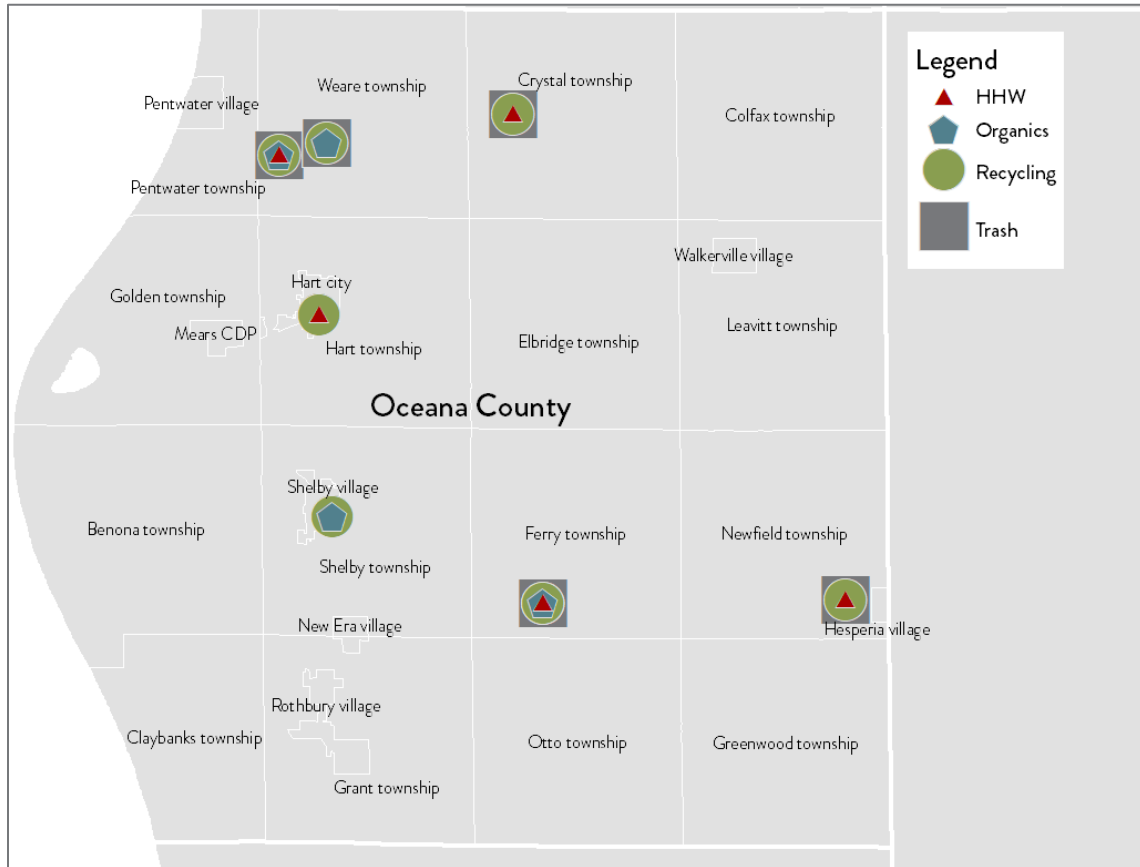 Legend
HHW
Organics
Recycling
Trash
Weare township
Crystal township
Pentwater village
Colfax township
Pentwater township
Walkerville village
Hart city
Golden township
Mears CDP
Hart township
Elbridge township
Leavitt township
Oceana County
Shelby village
Benona township
Ferry township
Newfield township
Shelby township
New Era village
Hesperia village
Rothbury village
Claybanks township
Otto township
Greenwood township
Grant township